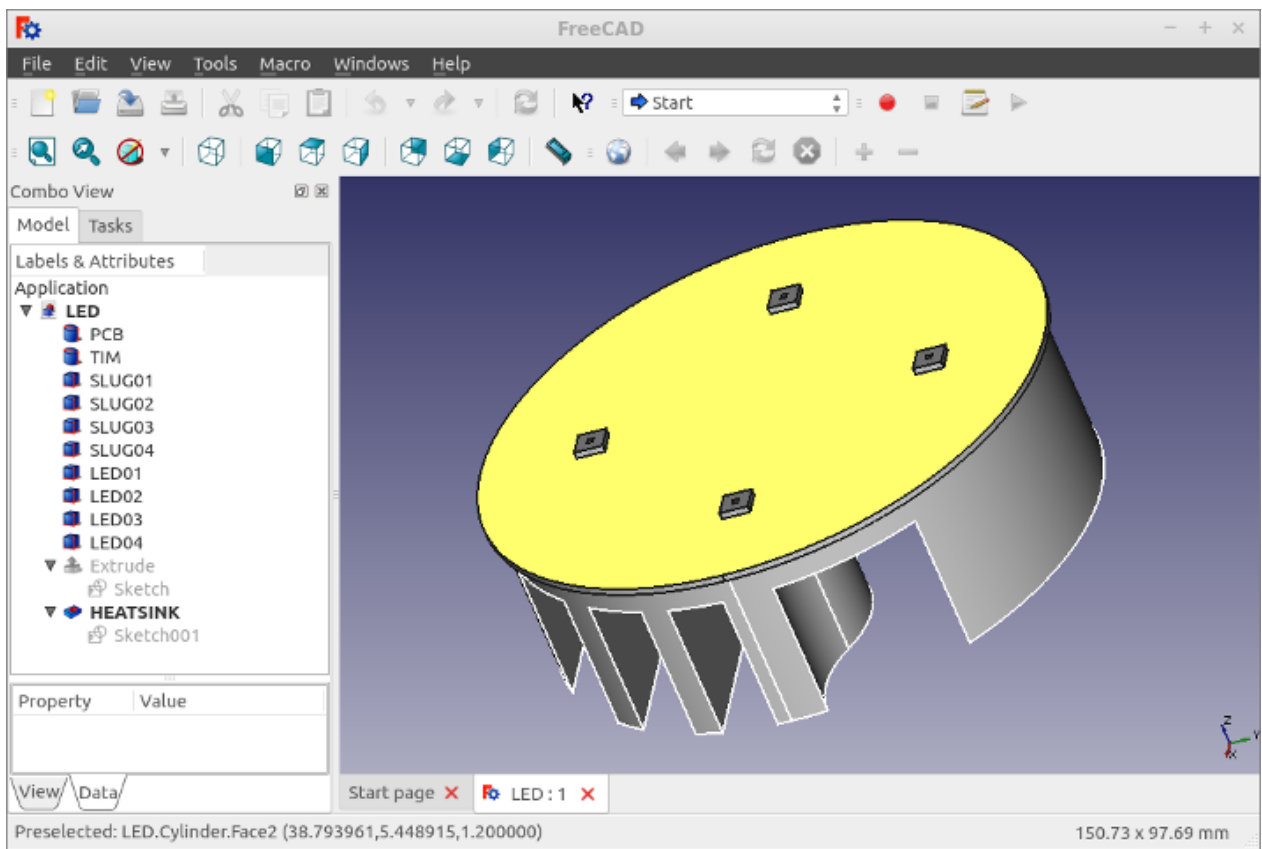 FreeCAD
File Edit View Tools Macro Windows Help
Start
Combo View
Model Tasks
Labels & Attributes
Application
LED
PCB
TIM
SLUG01
SLUG02
SLUG03
SLUG04
LED01
LED02
LED03
LED04
Extrude
Sketch
HEATSINK
Sketch001
Property Value
View Data
Start page LED : 1
Z
Y
X
Preselected: LED.Cylinder.Face2 (38.793961,5.448915,1.200000) 150.73 x 97.69 mm